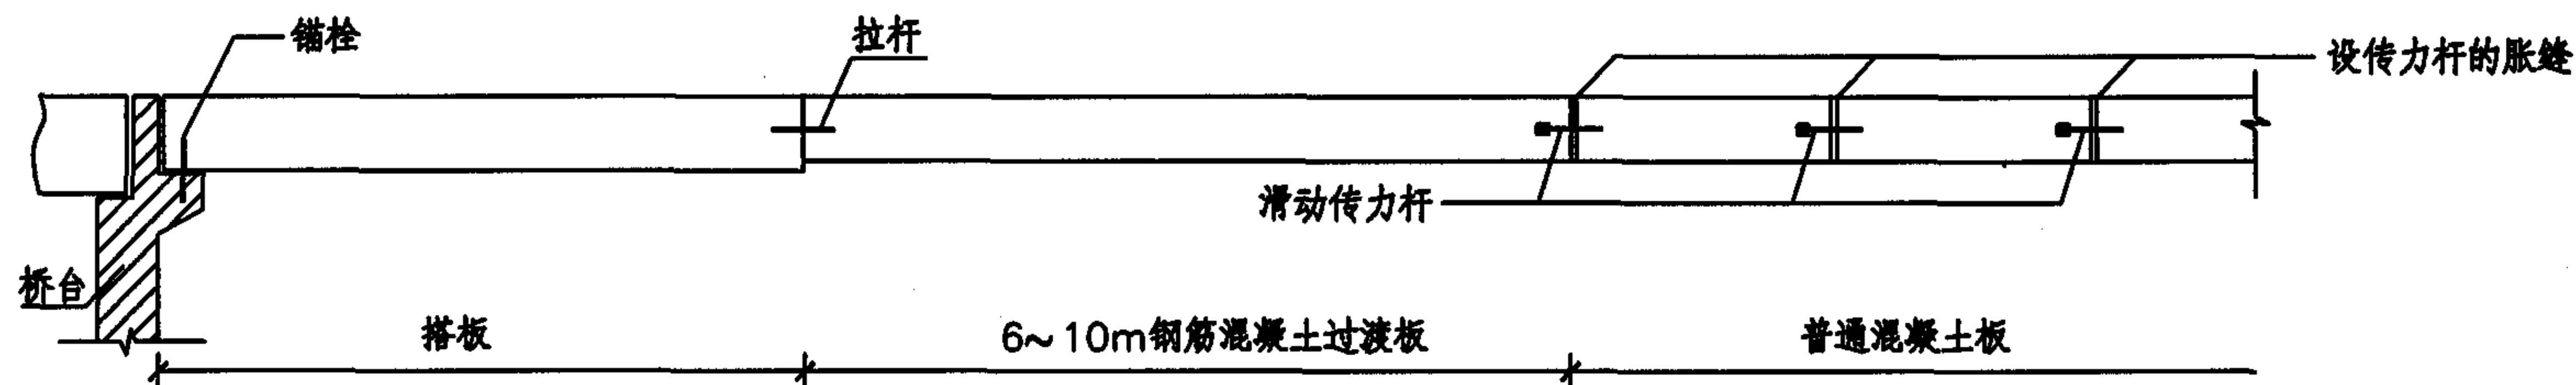 锚栓
拉杆
设传力杆的胀缝
滑动传力杆
桥台
搭板
6~10m钢筋混凝土过渡板
普通混凝土板